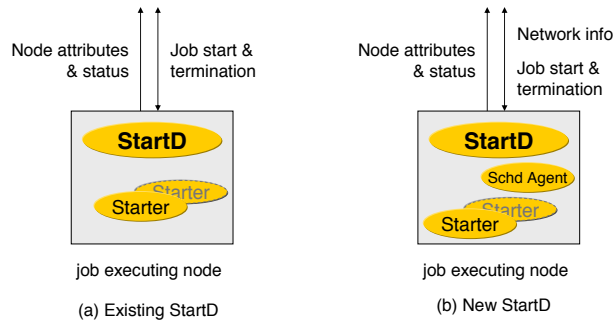 Node attributes
& status
Job start &
termination
StartD
Starter
Starter
job executing node
(a) Existing StartD
Node attributes
& status
Network info
Job start &
termination
StartD
Schd Agent
Starter
Starter
job executing node
(b) New StartD